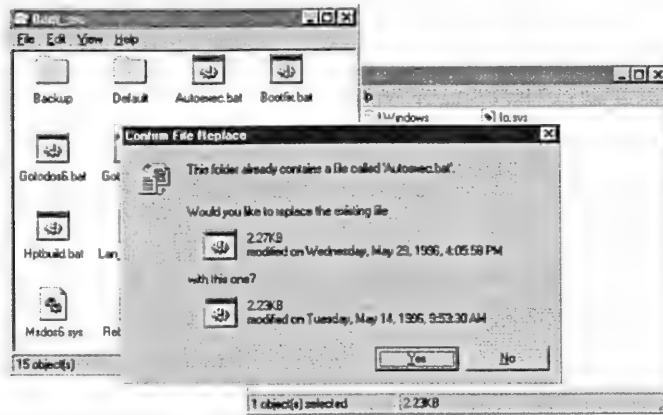 File Edit View Help
Backup Default Autoexec.bat Bootfix.bat
Windows Io.sys
Confirm File Replace
This folder already contains a file called 'Autoexec.bat'.
Would you like to replace the existing file
2.27KB
modified on Wednesday, May 29, 1996, 4:05:58 PM
with this one?
2.23KB
modified on Tuesday, May 14, 1996, 9:53:30 AM
Yes No
Gotodos6.bat
Hptbuild.bat
Msdos6.sys
15 object(s)
1 object(s) selected 2.23KB